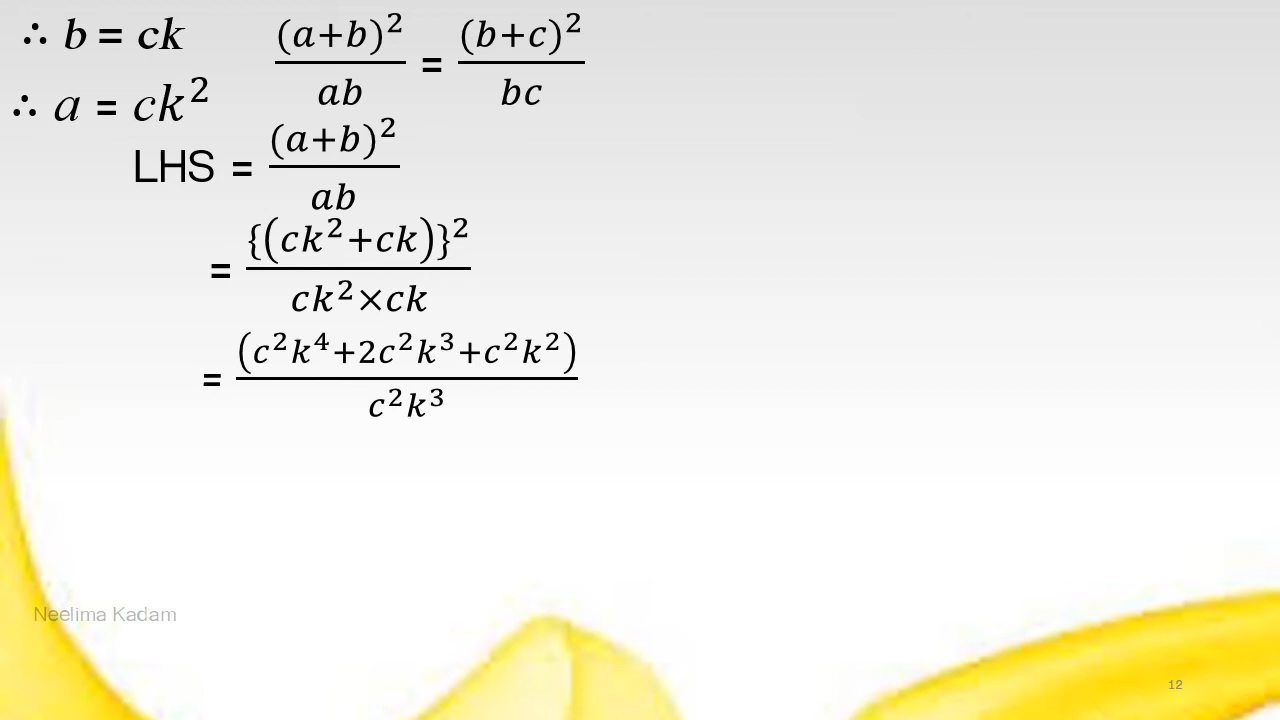 ∴ b = ck
(a+b)²/ab = (b+c)²/bc
∴ a = ck²
LHS = (a+b)²/ab
= {(ck²+ck)}²/ck²×ck
= (c²k⁴+2c²k³+c²k²)/c²k³
Neelima Kadam
12